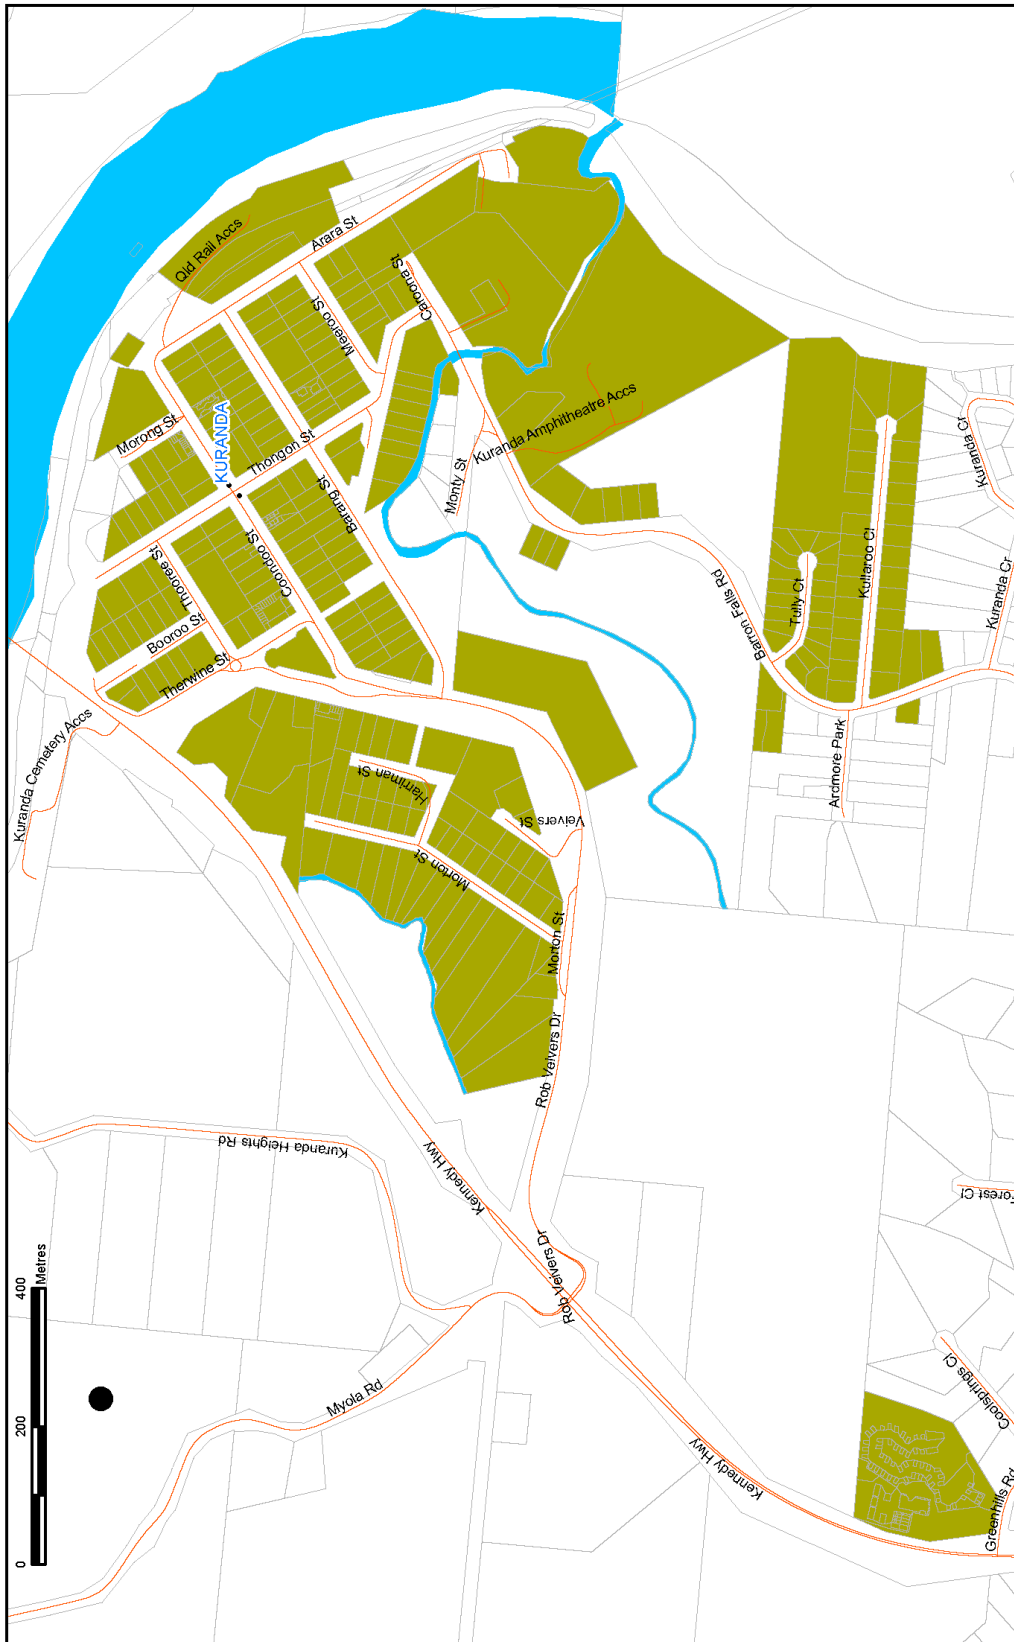 Qld Rail Accs
Arara St
Caroona St
Meeroo St
Morong St
KURANDA
Thongon St
Barang St
Kuranda Amphitheatre Accs
Monty St
Kuranda Cr
Thooree St
Coondoo St
Kullaroo Cl
Tully Ct
Kuranda Cr
Barron Falls Rd
Booroo St
Therwine St
Kuranda Cemetery Accs
Ardmore Park
Harriman St
Veivers St
Morton St
Morton St
Rob Veivers Dr
Kuranda Heights Rd
Kennedy Hwy
Forest Cl
Rob Veivers Dr
Metres
400
200
0
Myola Rd
Coolsprings Cl
Kennedy Hwy
Greenhills Rd